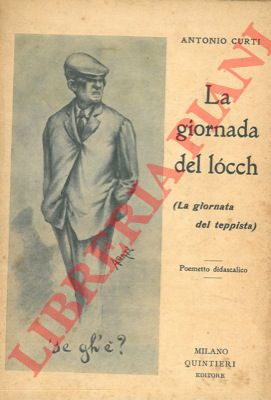 ANTONIO CURTI
La
giornada
del lócch
(La giornata
del teppista)
Poemetto didascalico
MILANO
QUINTIERI
EDITORE
se gh'è?
LIBRERIA PIANI